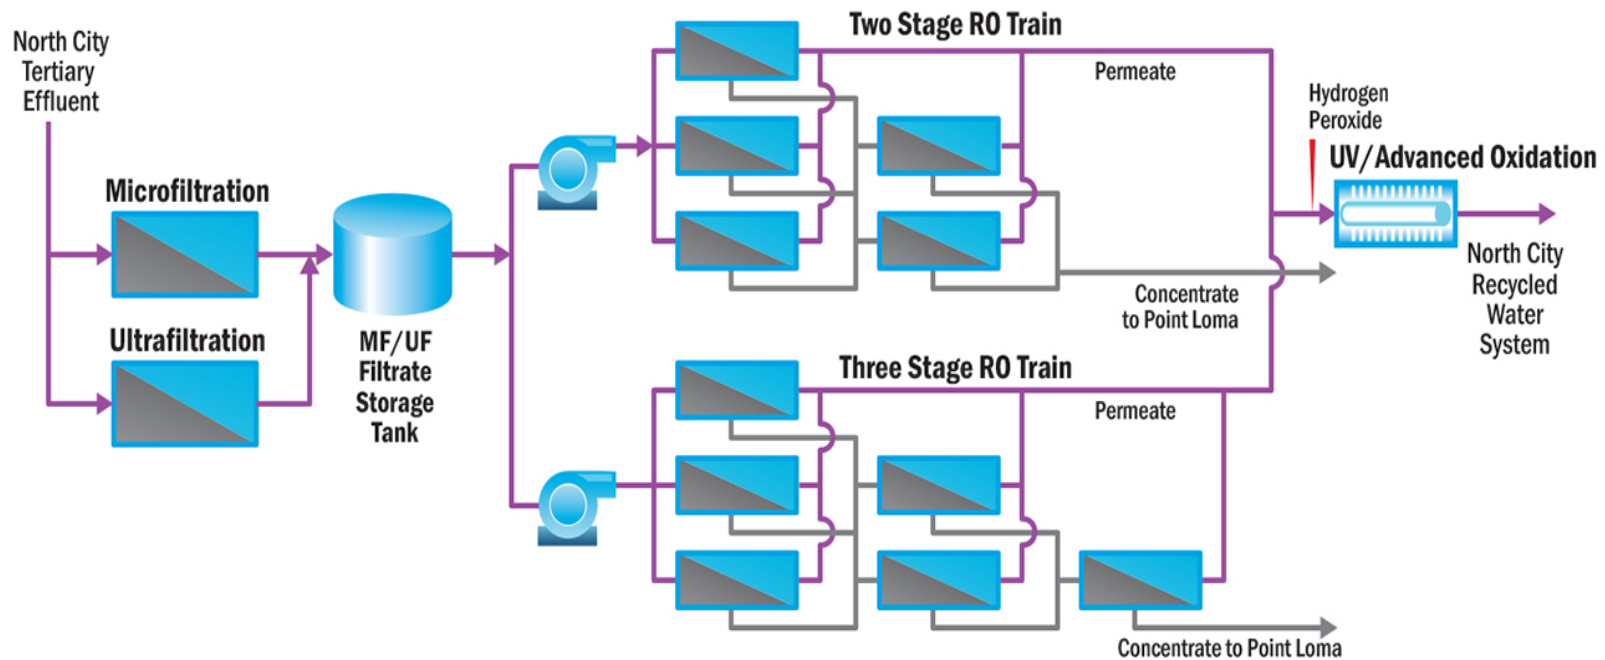 North City
Tertiary
Effluent
Microfiltration
Ultrafiltration
MF/UF
Filtrate
Storage
Tank
Two Stage RO Train
Permeate
Concentrate
to Point Loma
Three Stage RO Train
Permeate
Concentrate to Point Loma
Hydrogen
Peroxide
UV/Advanced Oxidation
North City
Recycled
Water
System